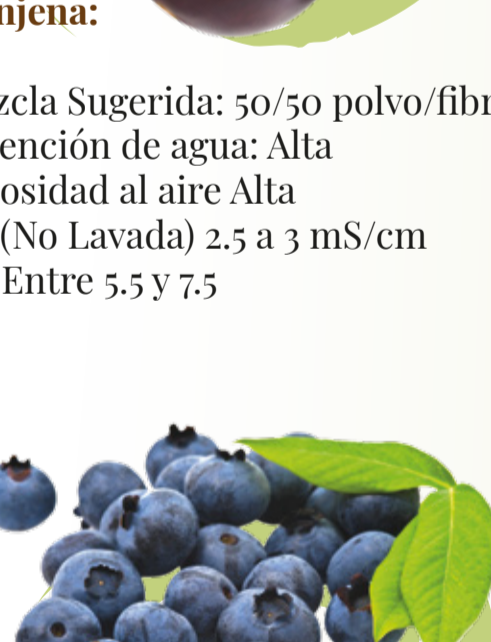 njena:
zcla Sugerida: 50/50 polvo/fibr
ención de agua: Alta
osidad al aire Alta
(No Lavada) 2.5 a 3 mS/cm
Entre 5.5 y 7.5